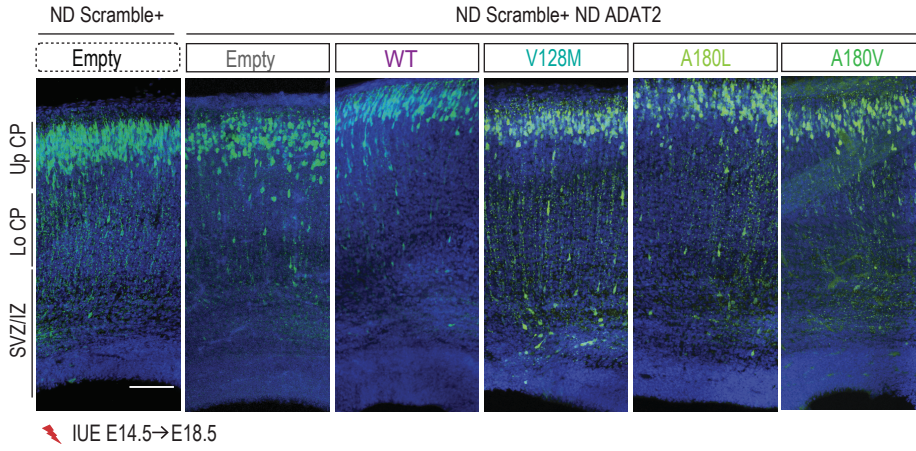 ND Scramble+
ND Scramble+ ND ADAT2
Empty
Empty
WT
V128M
A180L
A180V
Up CP
Lo CP
SVZ/IZ
IUE E14.5→E18.5